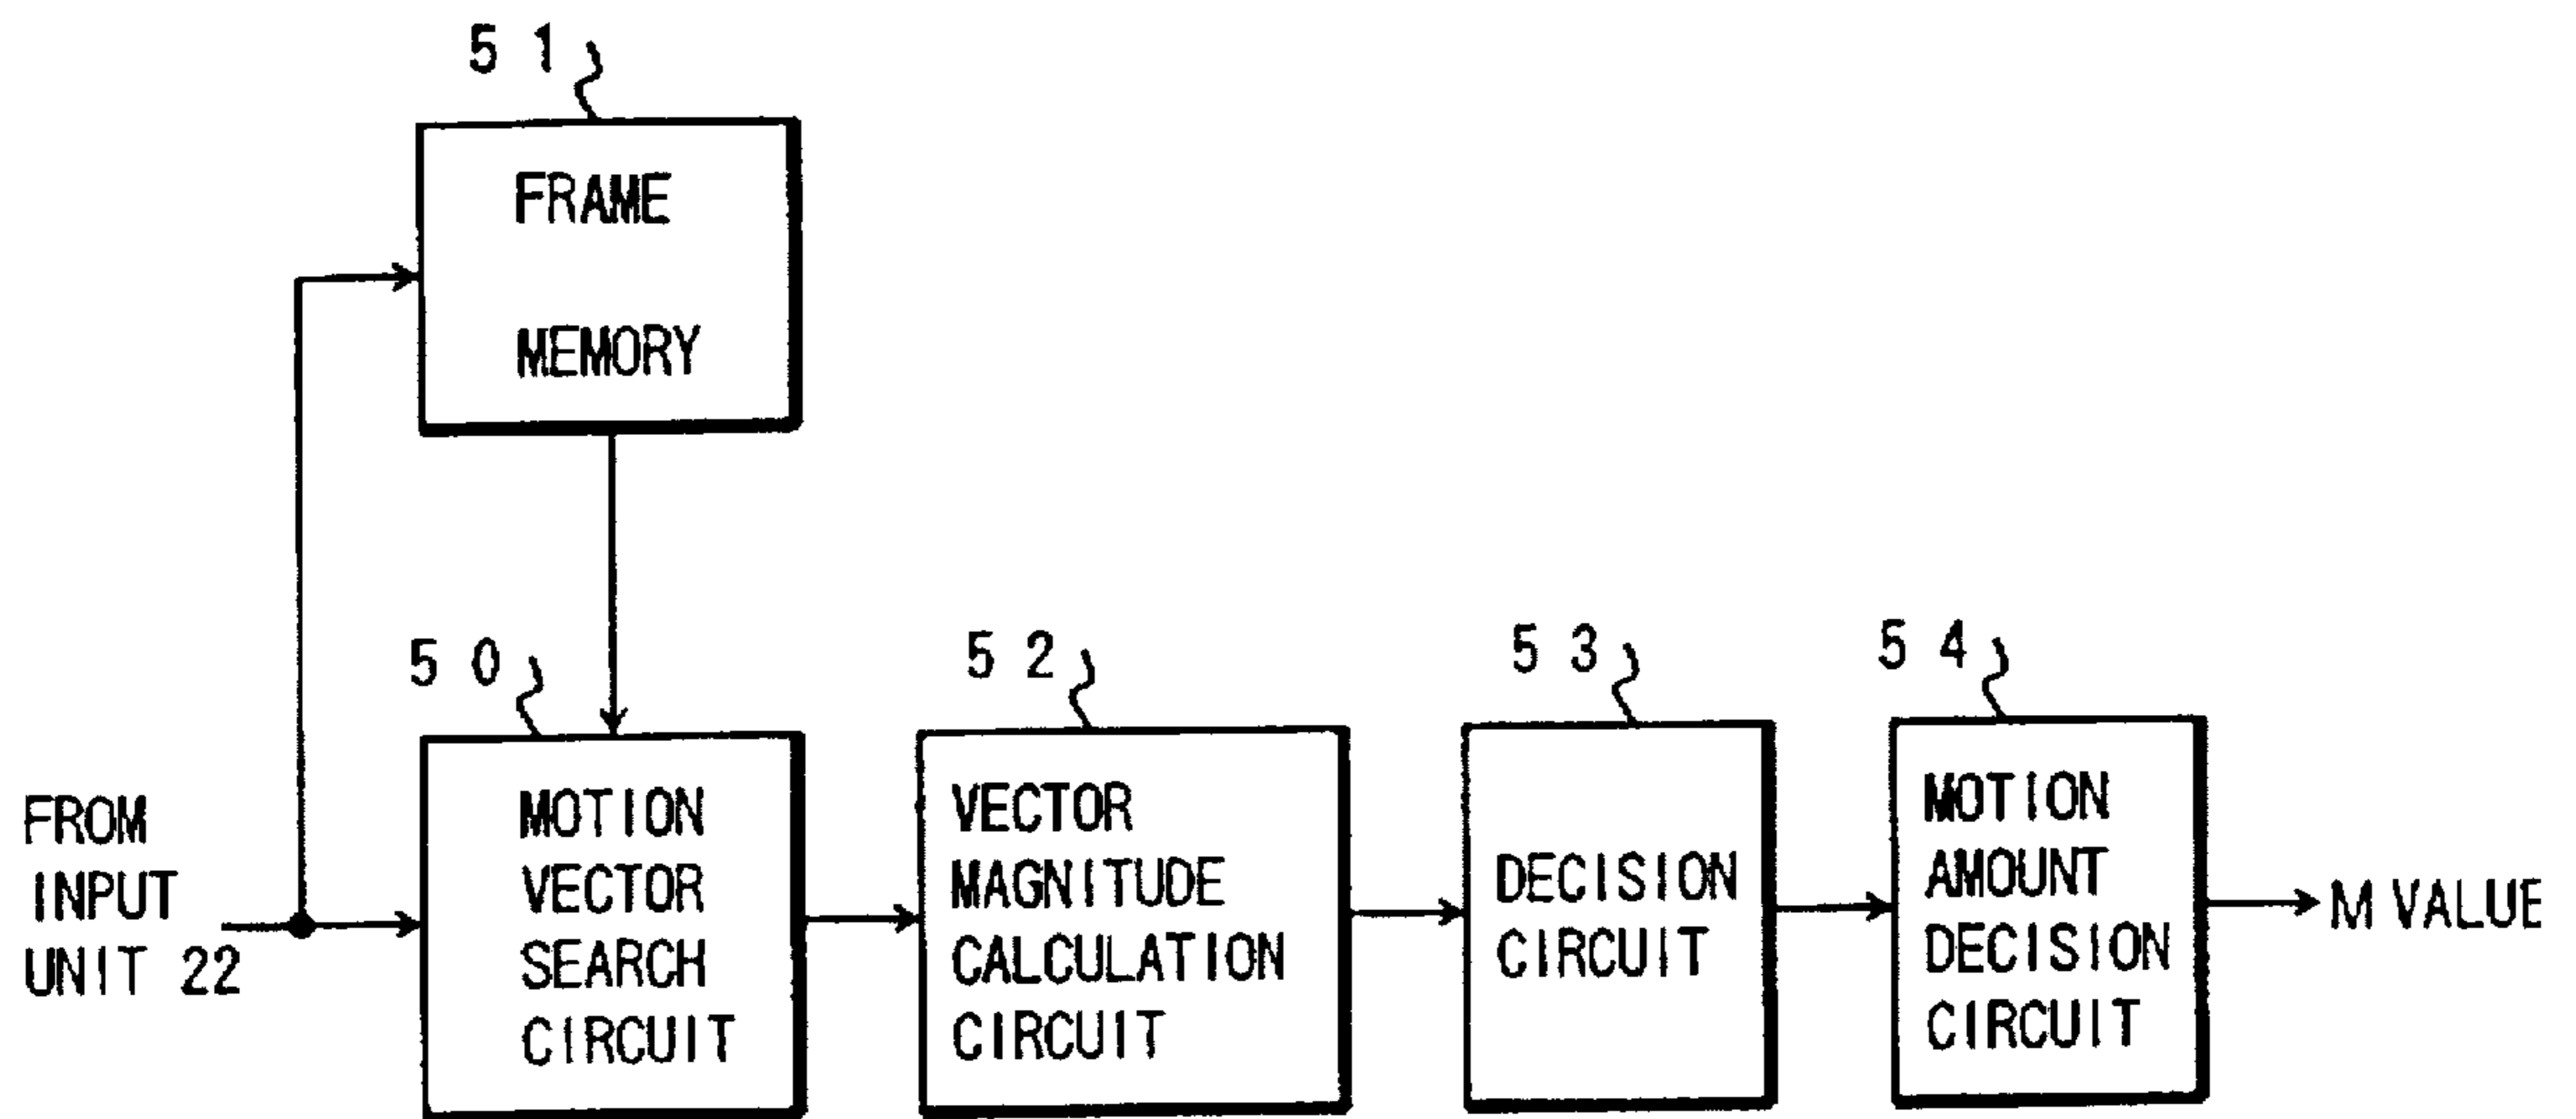 51
FRAME
MEMORY
50
52
53
54
FROM
INPUT
UNIT 22
MOTION
VECTOR
SEARCH
CIRCUIT
VECTOR
MAGNITUDE
CALCULATION
CIRCUIT
DECISION
CIRCUIT
MOTION
AMOUNT
DECISION
CIRCUIT
M VALUE